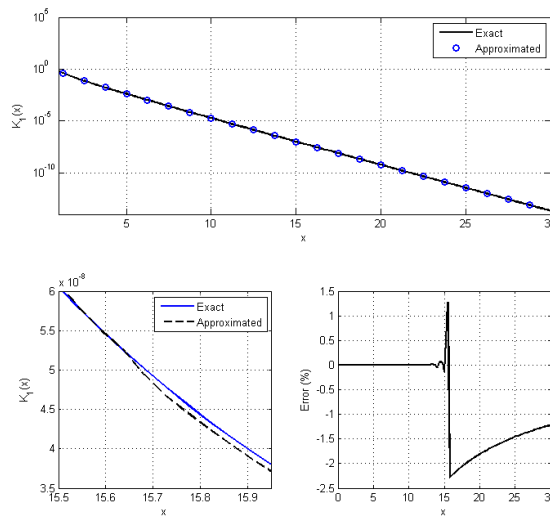 10^5
10^0
10^-5
10^-10
K_1(x)
5 10 15 20 25 30
x
Exact
Approximated
x 10^-8
6
5.5
5
4.5
4
3.5
K_1(x)
15.5 15.6 15.7 15.8 15.9
x
Exact
Approximated
1.5
1
0.5
0
-0.5
-1
-1.5
-2
-2.5
Error (%)
0 5 10 15 20 25 30
x